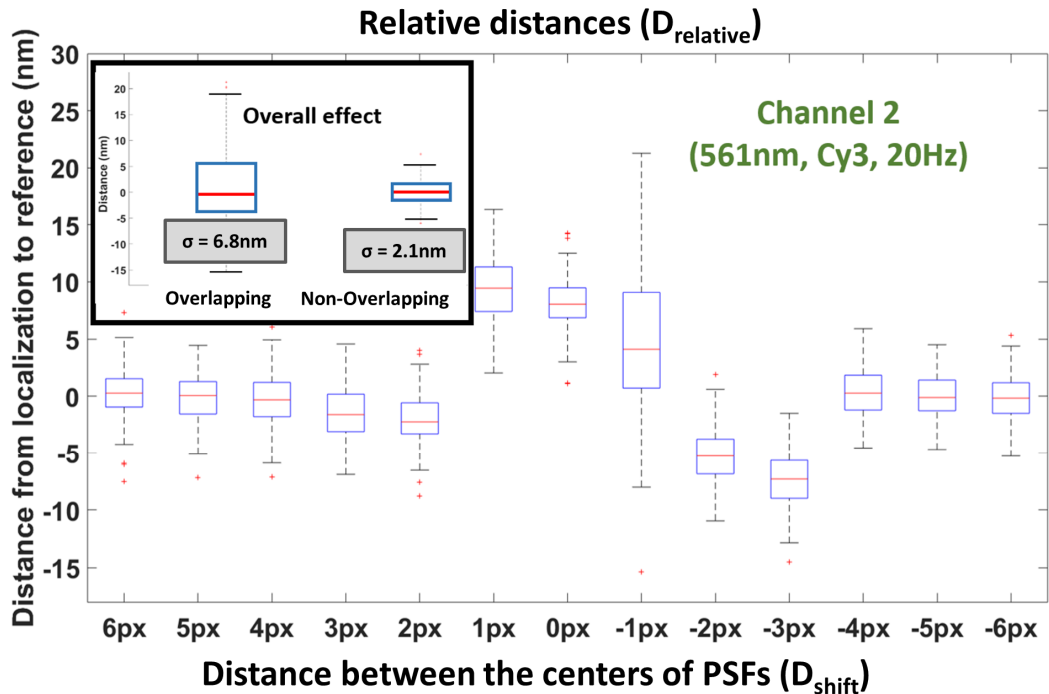 Relative distances (Drelative)
Distance from localization to reference (nm)
30
25
20
15
10
5
0
-5
-10
-15
Distance (nm)
20
15
10
5
0
-5
-15
Overall effect
σ = 6.8nm
σ = 2.1nm
Overlapping
Non-Overlapping
Channel 2
(561nm, Cy3, 20Hz)
6px 5px 4px 3px 2px 1px 0px -1px -2px -3px -4px -5px -6px
Distance between the centers of PSFs (Dshift)